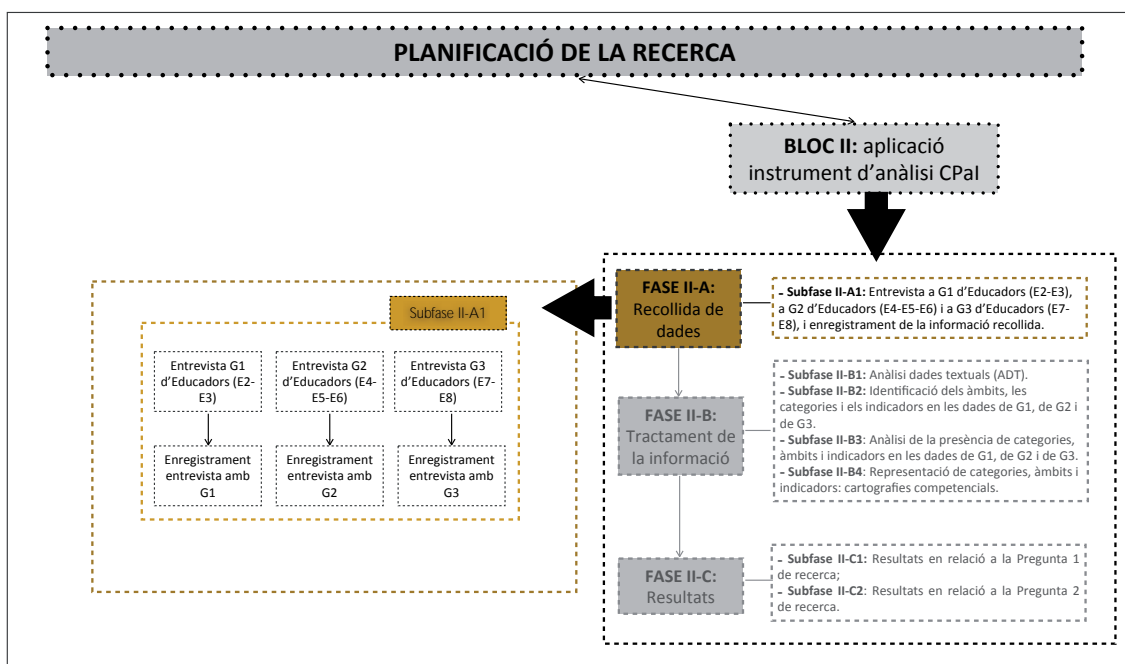 PLANIFICACIÓ DE LA RECERCA
BLOC II: aplicació
instrument d'anàlisi CPaI
FASE II-A:
Recollida de
dades
- Subfase II-A1: Entrevista a G1 d'Educadors (E2-E3),
a G2 d'Educadors (E4-E5-E6) i a G3 d'Educadors (E7-
E8), i enregistrament de la informació recollida.
Subfase II-A1
Entrevista G1
d'Educadors (E2-
E3)
Entrevista G2
d'Educadors (E4-
E5-E6)
Entrevista G3
d'Educadors (E7-
E8)
Enregistrament
entrevista amb
G1
Enregistrament
entrevista amb
G2
Enregistrament
entrevista amb
G3
FASE II-B:
Tractament de
la informació
- Subfase II-B1: Anàlisi dades textuals (ADT).
- Subfase II-B2: Identificació dels àmbits, les
categories i els indicadors en les dades de G1, de G2 i
de G3.
- Subfase II-B3: Anàlisi de la presència de categories,
àmbits i indicadors en les dades de G1, de G2 i de G3.
- Subfase II-B4: Representació de categories, àmbits i
indicadors: cartografies competencials.
FASE II-C:
Resultats
- Subfase II-C1: Resultats en relació a la Pregunta 1
de recerca;
- Subfase II-C2: Resultats en relació a la Pregunta 2
de recerca.